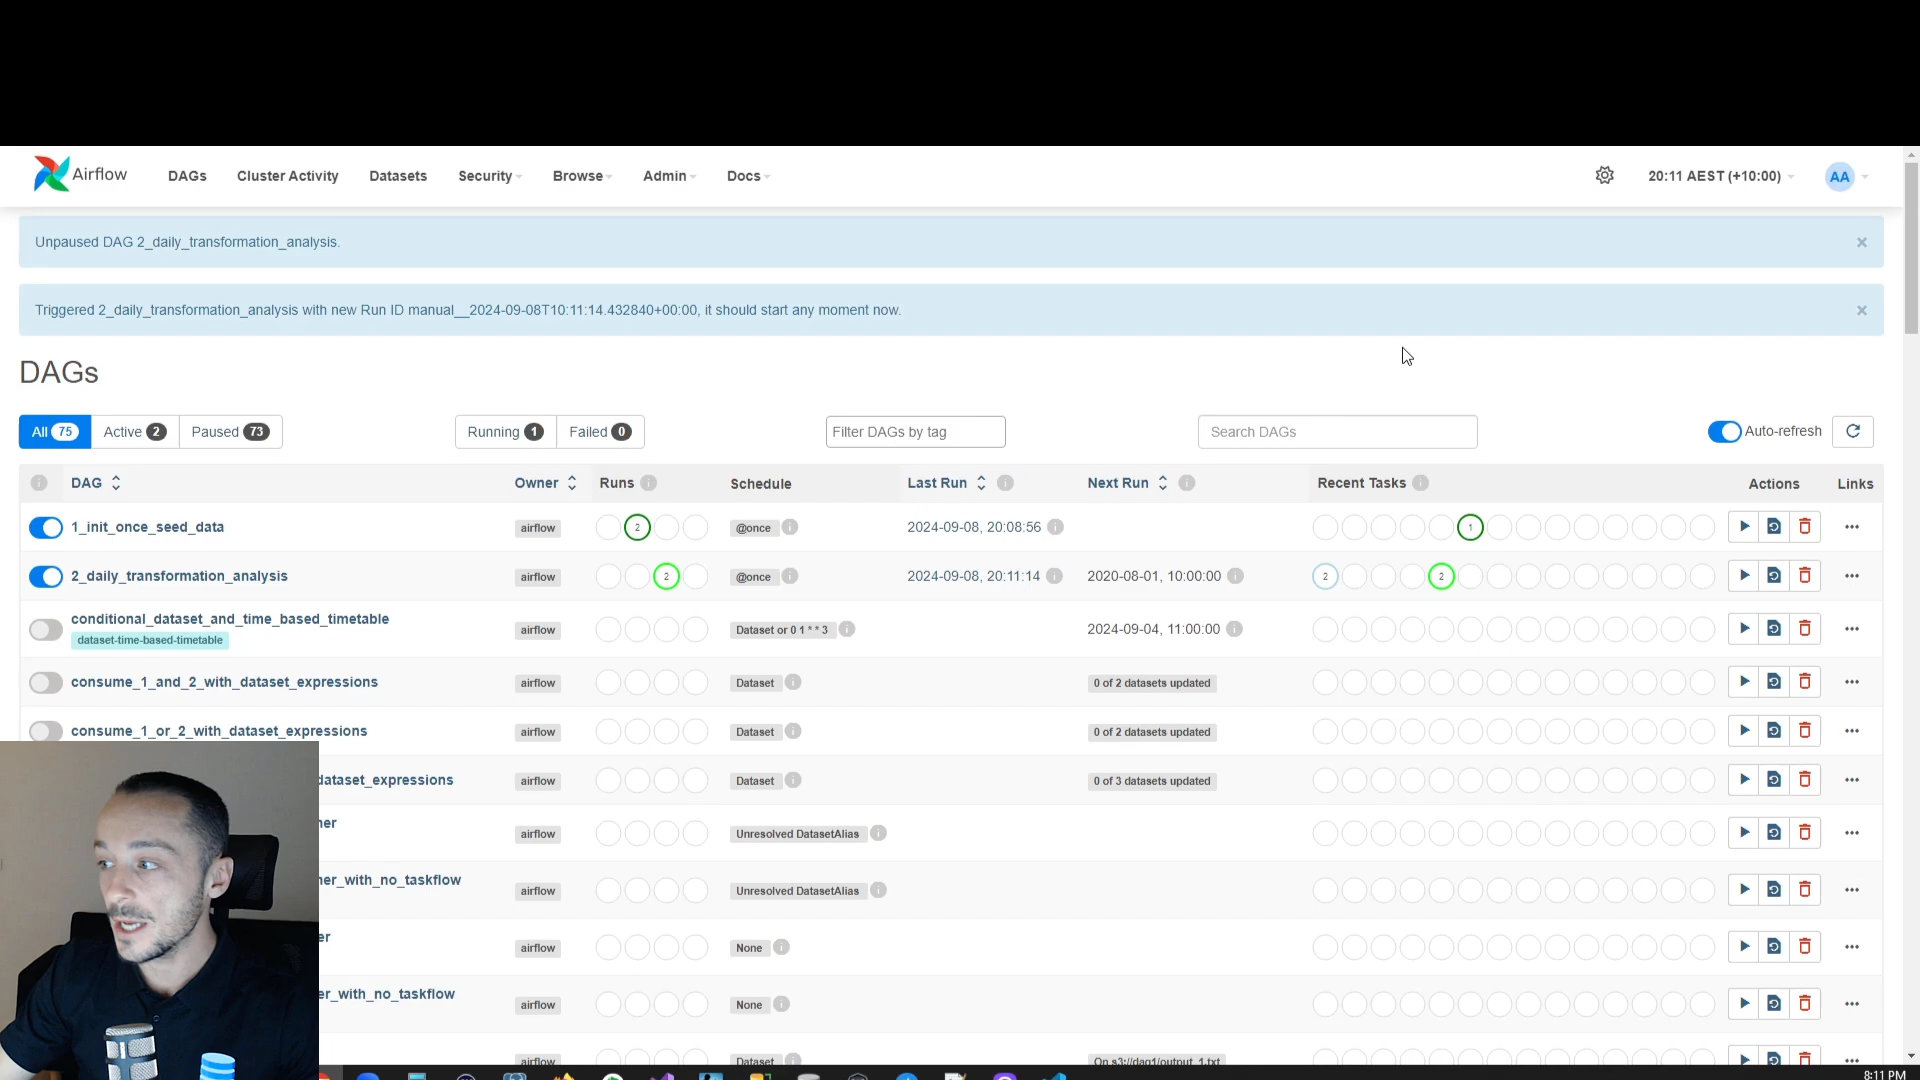 Airflow DAGs Cluster Activity Datasets Security Browse Admin Docs 20:11 AEST (+10:00) AA
Unpaused DAG 2_daily_transformation_analysis. ×
Triggered 2_daily_transformation_analysis with new Run ID manual__2024-09-08T10:11:14.432840+00:00, it should start any moment now. ×
DAGs
All 75 Active 2 Paused 73 Running 1 Failed 0 Filter DAGs by tag Search DAGs Auto-refresh
DAG Owner Runs Schedule Last Run Next Run Recent Tasks Actions Links
1_init_once_seed_data airflow 2 @once 2024-09-08, 20:08:56 1
2_daily_transformation_analysis airflow 2 @once 2024-09-08, 20:11:14 2020-08-01, 10:00:00 2 2
conditional_dataset_and_time_based_timetable
dataset-time-based-timetable airflow Dataset or 0 1 * * 3 2024-09-04, 11:00:00
consume_1_and_2_with_dataset_expressions airflow Dataset 0 of 2 datasets updated
consume_1_or_2_with_dataset_expressions airflow Dataset 0 of 2 datasets updated
dataset_expressions airflow Dataset 0 of 3 datasets updated
ner airflow Unresolved DatasetAlias
ner_with_no_taskflow airflow Unresolved DatasetAlias
er airflow None
er_with_no_taskflow airflow None
airflow Dataset On s3://dag1/output_1.txt
8:11 PM